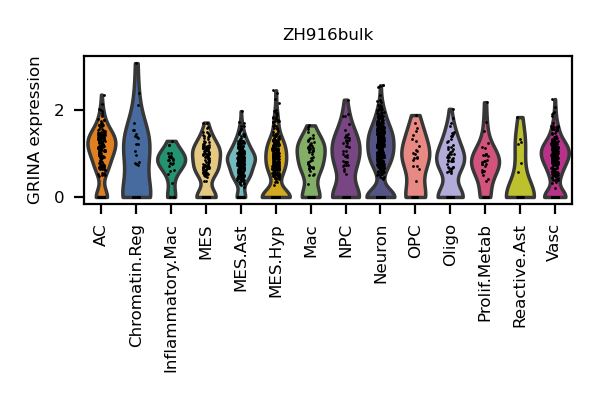 ZH916bulk
GRINA expression
2
0
AC
Chromatin.Reg
Inflammatory.Mac
MES
MES.Ast
MES.Hyp
Mac
NPC
Neuron
OPC
Oligo
Prolif.Metab
Reactive.Ast
Vasc